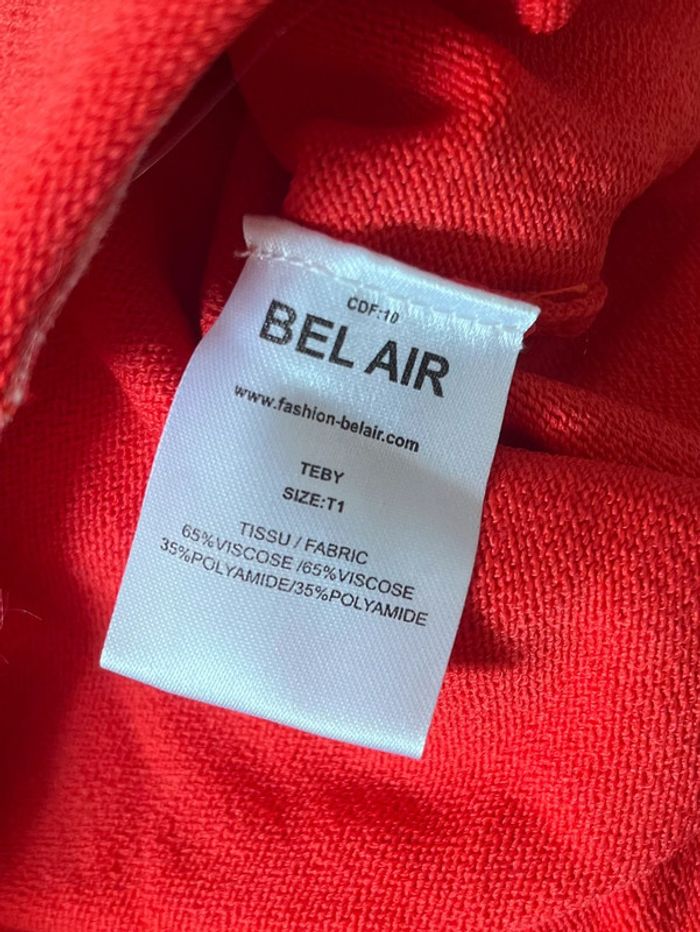 CDF:10
BEL AIR
www.fashion-belair.com
TEBY
SIZE:T1
TISSU / FABRIC
65%VISCOSE /65%VISCOSE
35%POLYAMIDE/35%POLYAMIDE